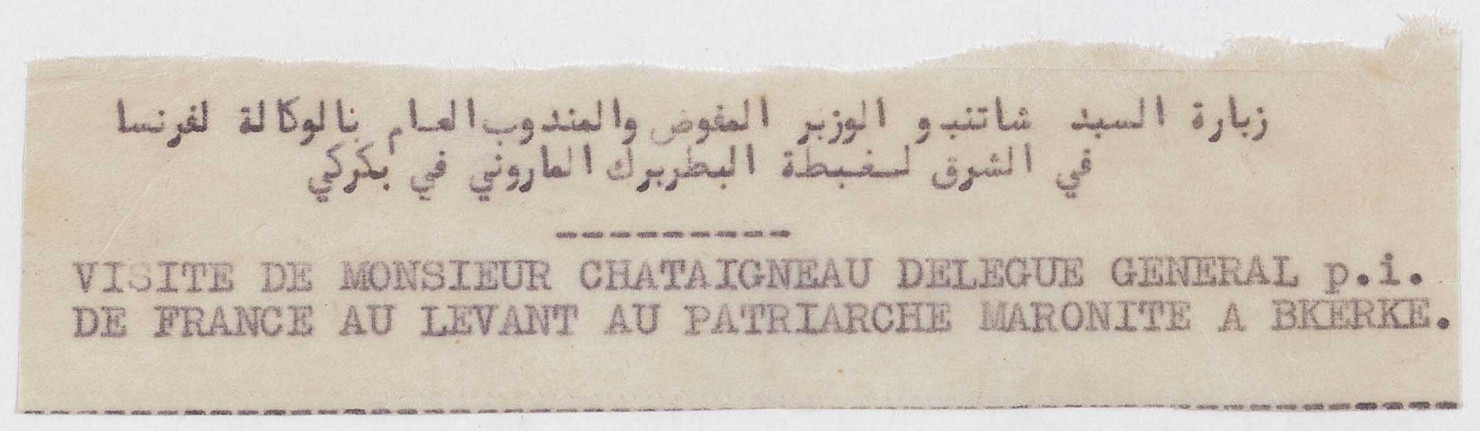 زيارة السيد شاتنيو الوزير المفوض والمندوب العام بالوكالة لفرنسا
في الشرق لغبطة البطريرك الماروني في بكركي
---------
VISITE DE MONSIEUR CHATAIGNEAU DELEGUE GENERAL p.i.
DE FRANCE AU LEVANT AU PATRIARCHE MARONITE A BKERKE.